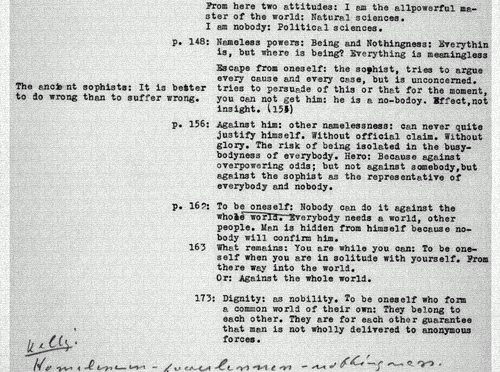 From here two attitudes: I am the allpowerful ma-
ster of the world: Natural sciences.
I am nobody: Political sciences.
p. 148: Nameless powers: Being and Nothingness: Everythin
is, but where is being? Everything is meaningless
Escape from oneself: the sophist, tries to argue
every cause and every case, but is unconcerned.
The ancient sophists: It is better tries to persuade of this or that for the moment,
to do wrong than to suffer wrong. you can not get him: he is a no-bodoy. Effect,not
insight. (154)
p. 156: Against him: other namelessness: can never quite
justify himself. Without official claim. Without
glory. The risk of being isolated in the busy-
bodyness of everybody. Hero: Because against
overpowering odds; but not against somebody,but
against the sophist as the representative of
everybody and nobody.
p. 162: To be oneself: Nobody can do it against the
whole world. Everybody needs a world, other
people. Man is hidden from himself because no-
body will confirm him.
163 What remains: You are while you can: To be one-
self when you are in solitude with yourself. From
there way into the world.
Or: Against the whole world.
173: Dignity: as nobility. To be oneself who form
a common world of their own: They belong to
each other. They are for each other guarantee
that man is not wholly delivered to anonymous
forces.
Homelessness - - nothingness.